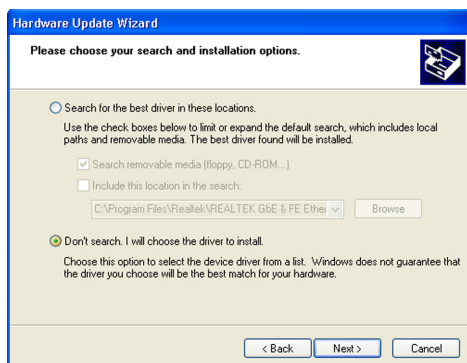 Hardware Update Wizard
Please choose your search and installation options.
Search for the best driver in these locations.
Use the check boxes below to limit or expand the default search, which includes local
paths and removable media. The best driver found will be installed.
Search removable media (floppy, CD-ROM...)
Include this location in the search:
C:\Program Files\Realtek\REALTEK GbE & FE Ether
Browse
Don't search. I will choose the driver to install.
Choose this option to select the device driver from a list. Windows does not guarantee that
the driver you choose will be the best match for your hardware.
< Back Next > Cancel